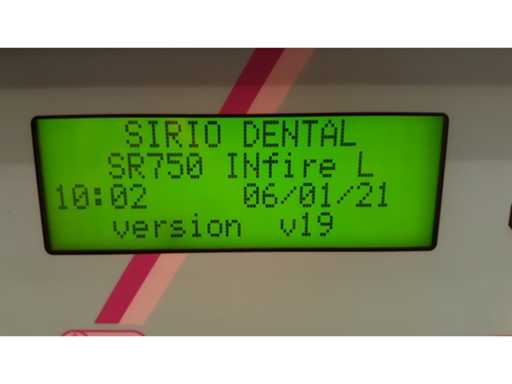 SIRIO DENTAL
SR750 INfire L
10:02 06/01/21
version v19